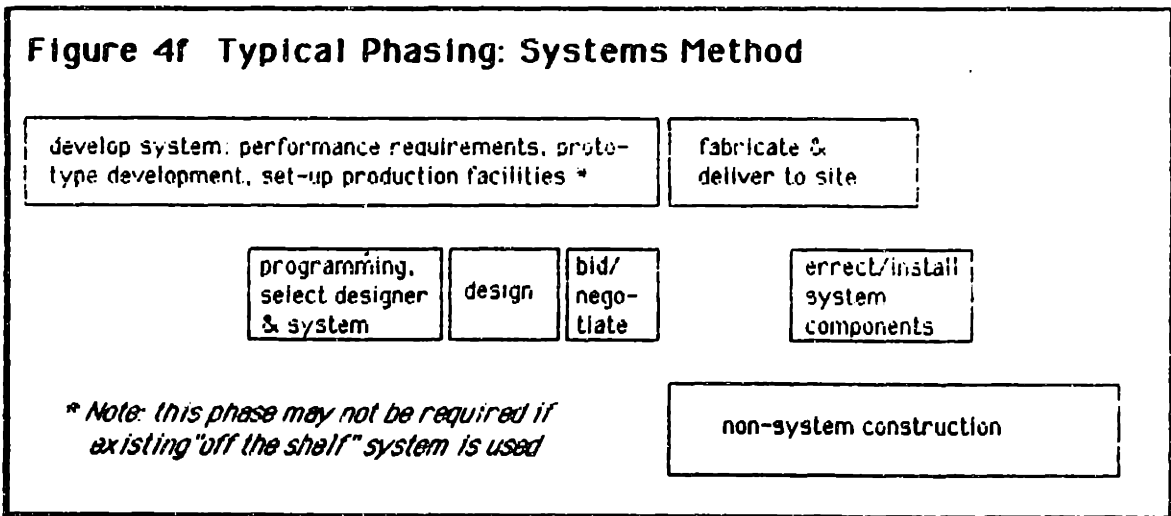 Figure 4f Typical Phasing: Systems Method
develop system: performance requirements, proto-
type development, set-up production facilities *
fabricate &
deliver to site
programming,
select designer
& system
design
bid/
nego-
tiate
errect/install
system
components
* Note: this phase may not be required if
existing "off the shelf" system is used
non-system construction